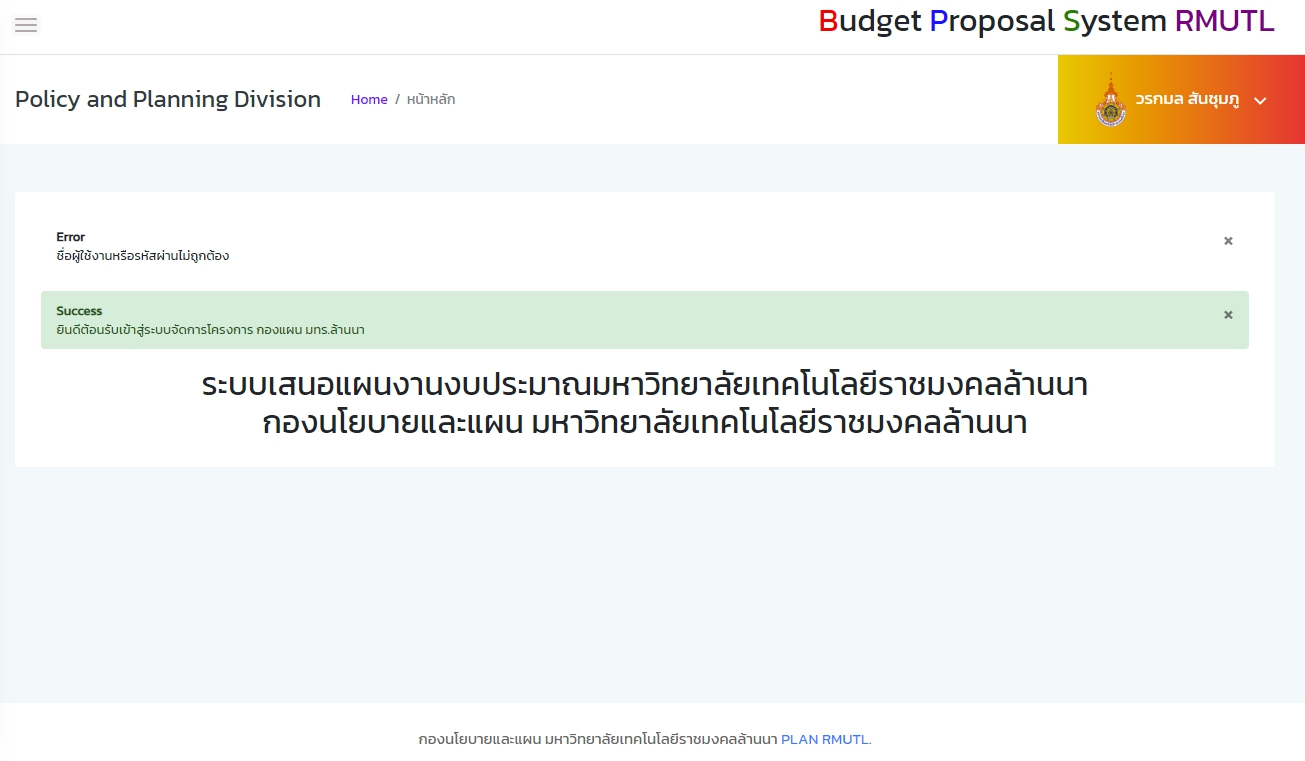 Budget Proposal System RMUTL
Policy and Planning Division
Home / หน้าหลัก
วรกมล สันชุมภู
Error
ชื่อผู้ใช้งานหรือรหัสผ่านไม่ถูกต้อง
Success
ยินดีต้อนรับเข้าสู่ระบบจัดการโครงการ กองแผน มทร.ล้านนา
ระบบเสนอแผนงานงบประมาณมหาวิทยาลัยเทคโนโลยีราชมงคลล้านนา
กองนโยบายและแผน มหาวิทยาลัยเทคโนโลยีราชมงคลล้านนา
กองนโยบายและแผน มหาวิทยาลัยเทคโนโลยีราชมงคลล้านนา PLAN RMUTL.